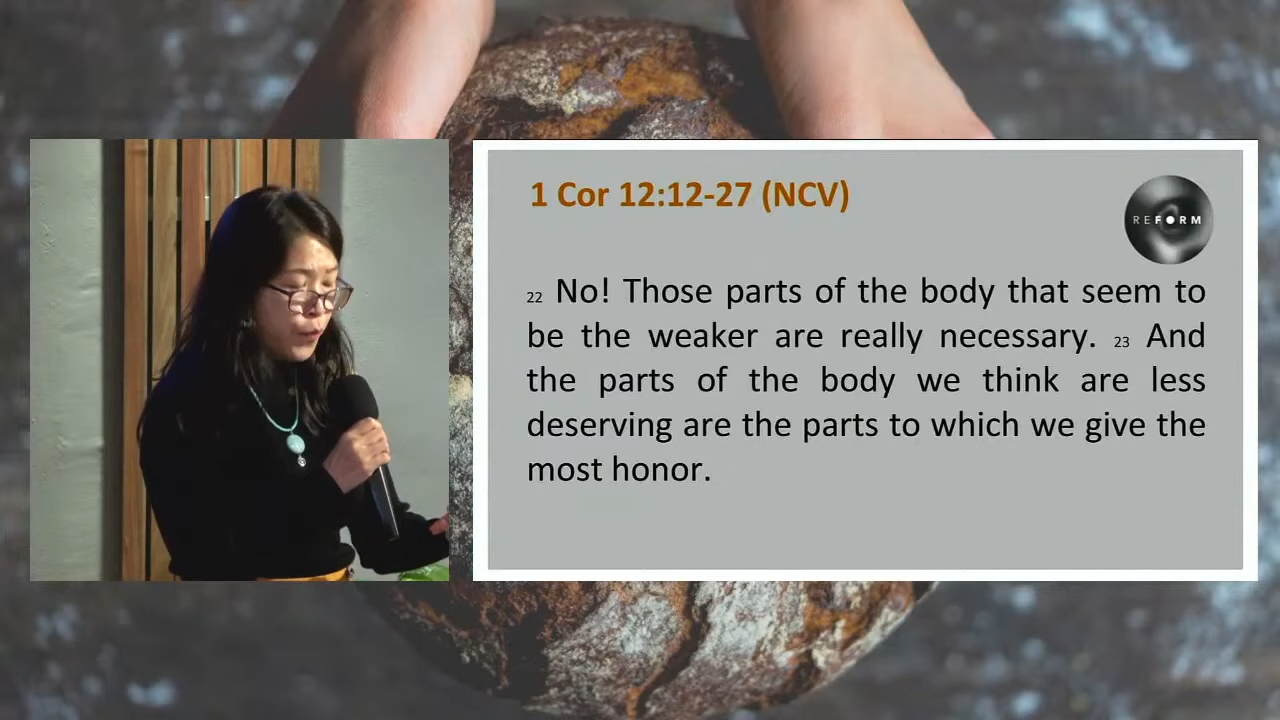 1 Cor 12:12-27 (NCV)
REFORM
22 No! Those parts of the body that seem to
be the weaker are really necessary. 23 And
the parts of the body we think are less
deserving are the parts to which we give the
most honor.